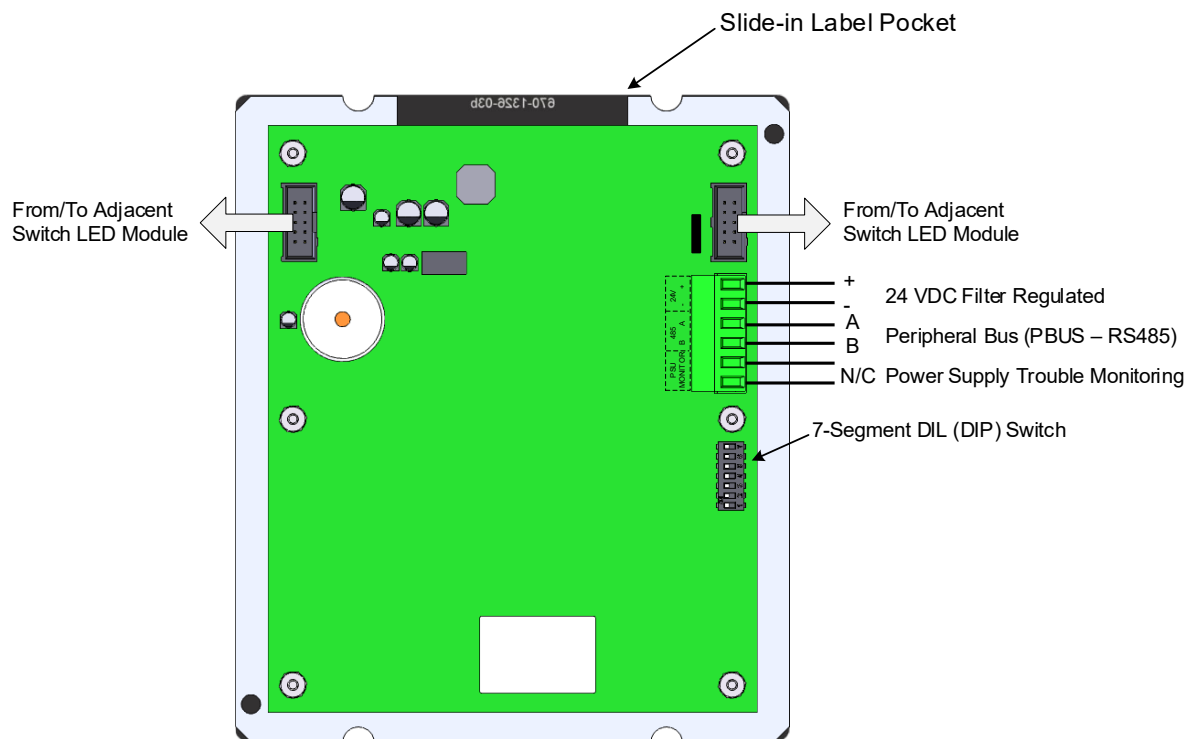 Slide-in Label Pocket
670-1326-03b
From/To Adjacent
Switch LED Module
From/To Adjacent
Switch LED Module
24V
+
-
485
A
B
PSU
MONITOR
+
-
24 VDC Filter Regulated
A
B
Peripheral Bus (PBUS – RS485)
N/C Power Supply Trouble Monitoring
7-Segment DIL (DIP) Switch